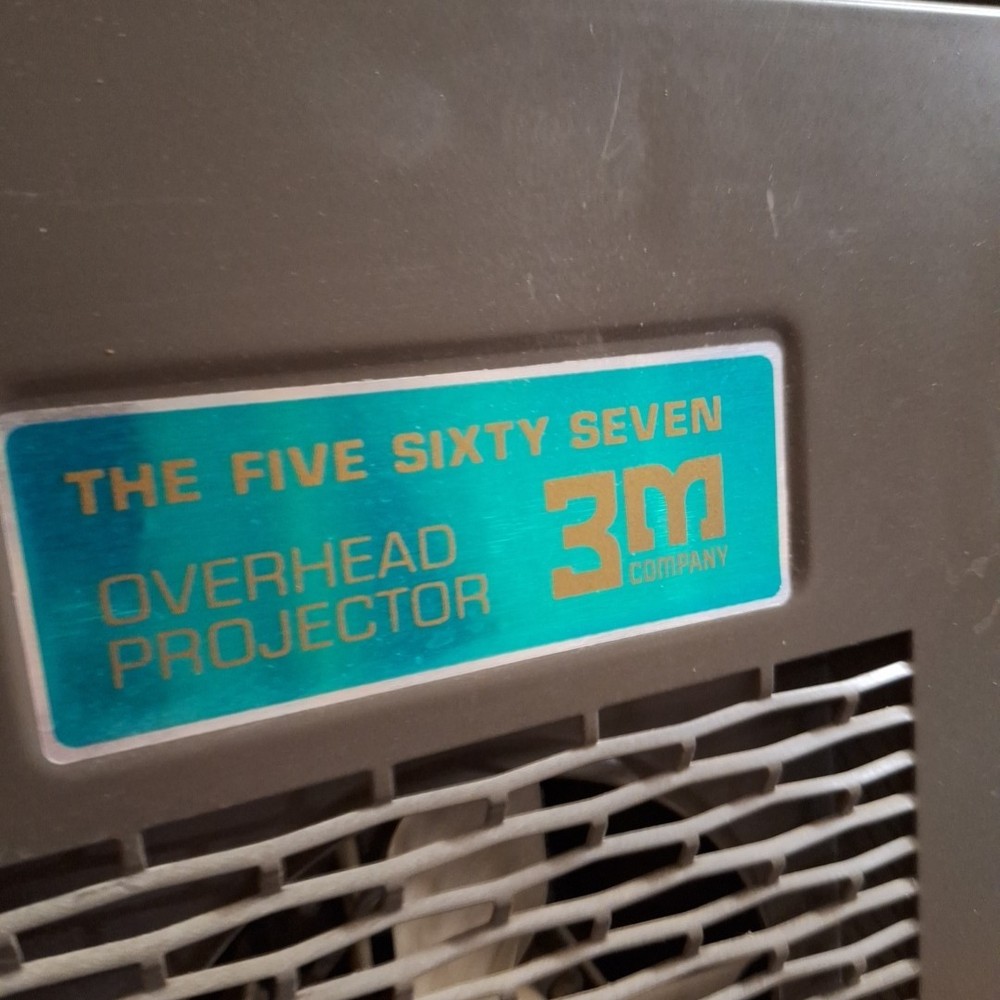 THE FIVE SIXTY SEVEN
OVERHEAD
PROJECTOR
3M
COMPANY